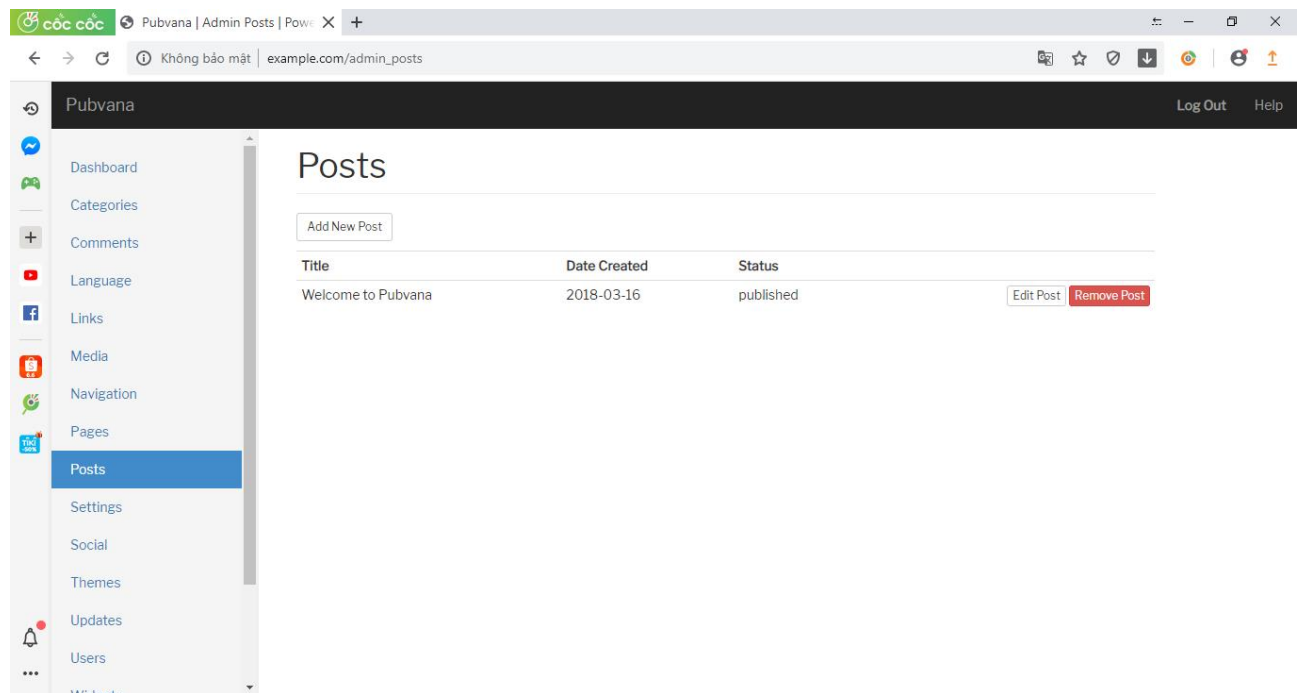 cốc cốc Pubvana | Admin Posts | Pow
Không bảo mật example.com/admin_posts
Pubvana Log Out Help
Dashboard
Categories
Comments
Language
Links
Media
Navigation
Pages
Posts
Settings
Social
Themes
Updates
Users
Posts
Add New Post
Title Date Created Status
Welcome to Pubvana 2018-03-16 published Edit Post Remove Post